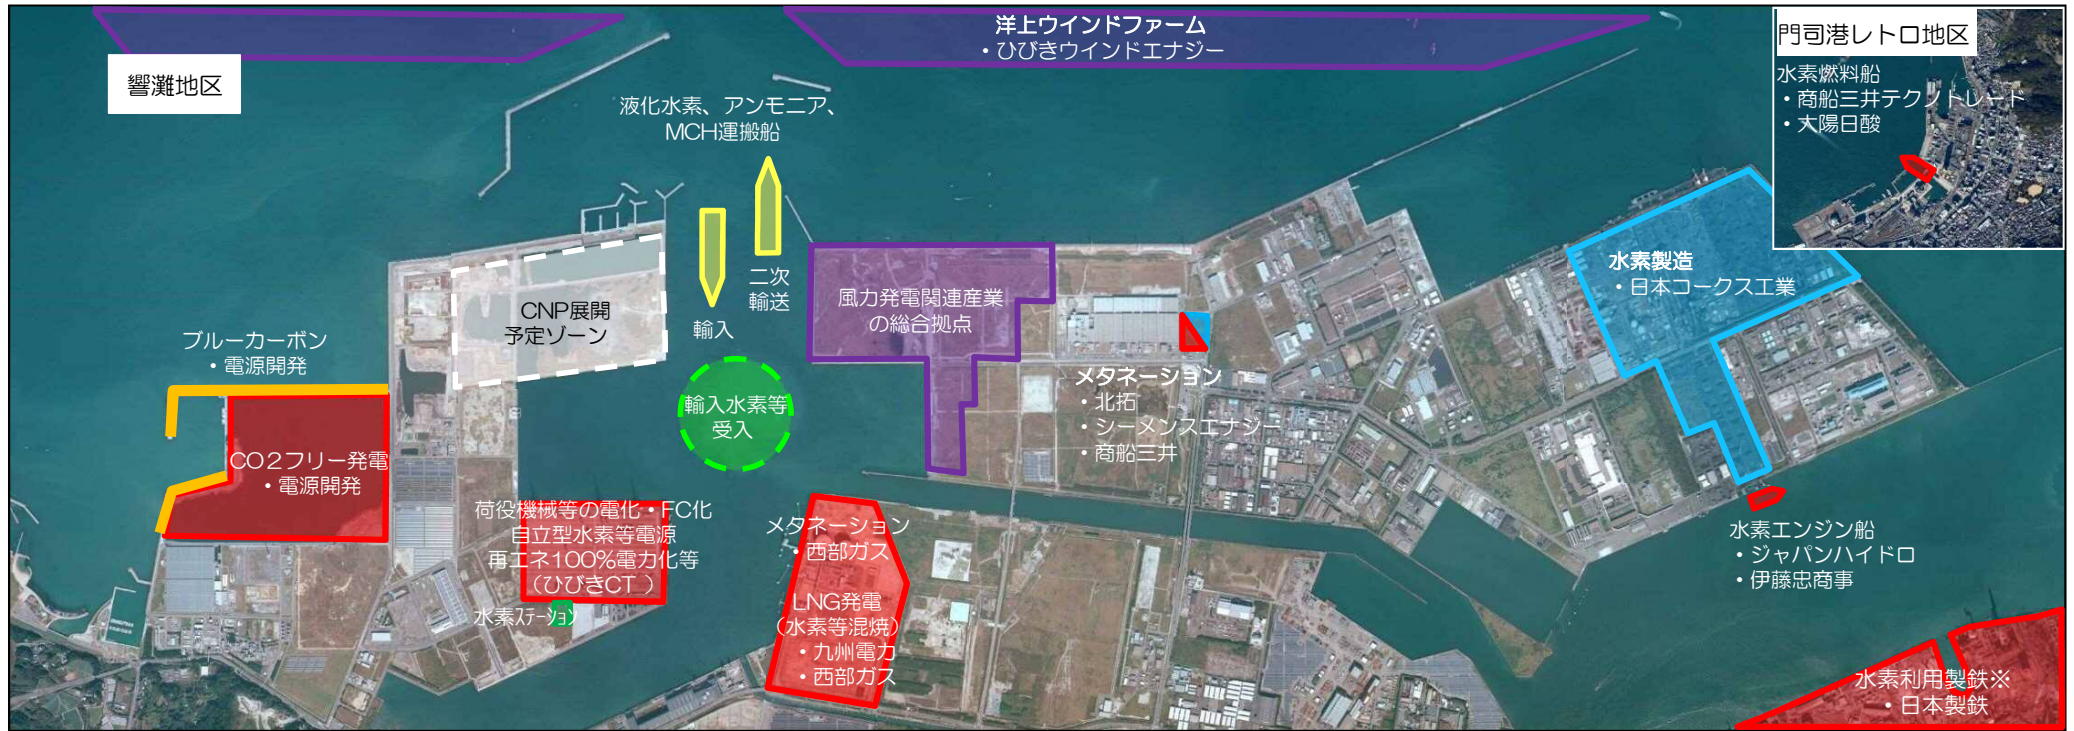 洋上ウインドファーム
・ひびきウインドエナジー
門司港レトロ地区
水素燃料船
・商船三井テクノトレード
・大陽日酸
響灘地区
液化水素、アンモニア、
MCH運搬船
二次
輸送
輸入
CNP展開
予定ゾーン
風力発電関連産業
の総合拠点
水素製造
・日本コークス工業
ブルーカーボン
・電源開発
輸入水素等
受入
メタネーション
・北拓
・シーメンスエナジー
・商船三井
CO2フリー発電
・電源開発
荷役機械等の電化・FC化
自立型水素等電源
再エネ100%電力化等
（ひびきCT ）
水素ステーション
メタネーション
・西部ガス
LNG発電
（水素等混焼）
・九州電力
・西部ガス
水素エンジン船
・ジャパンハイドロ
・伊藤忠商事
水素利用製鉄※
・日本製鉄